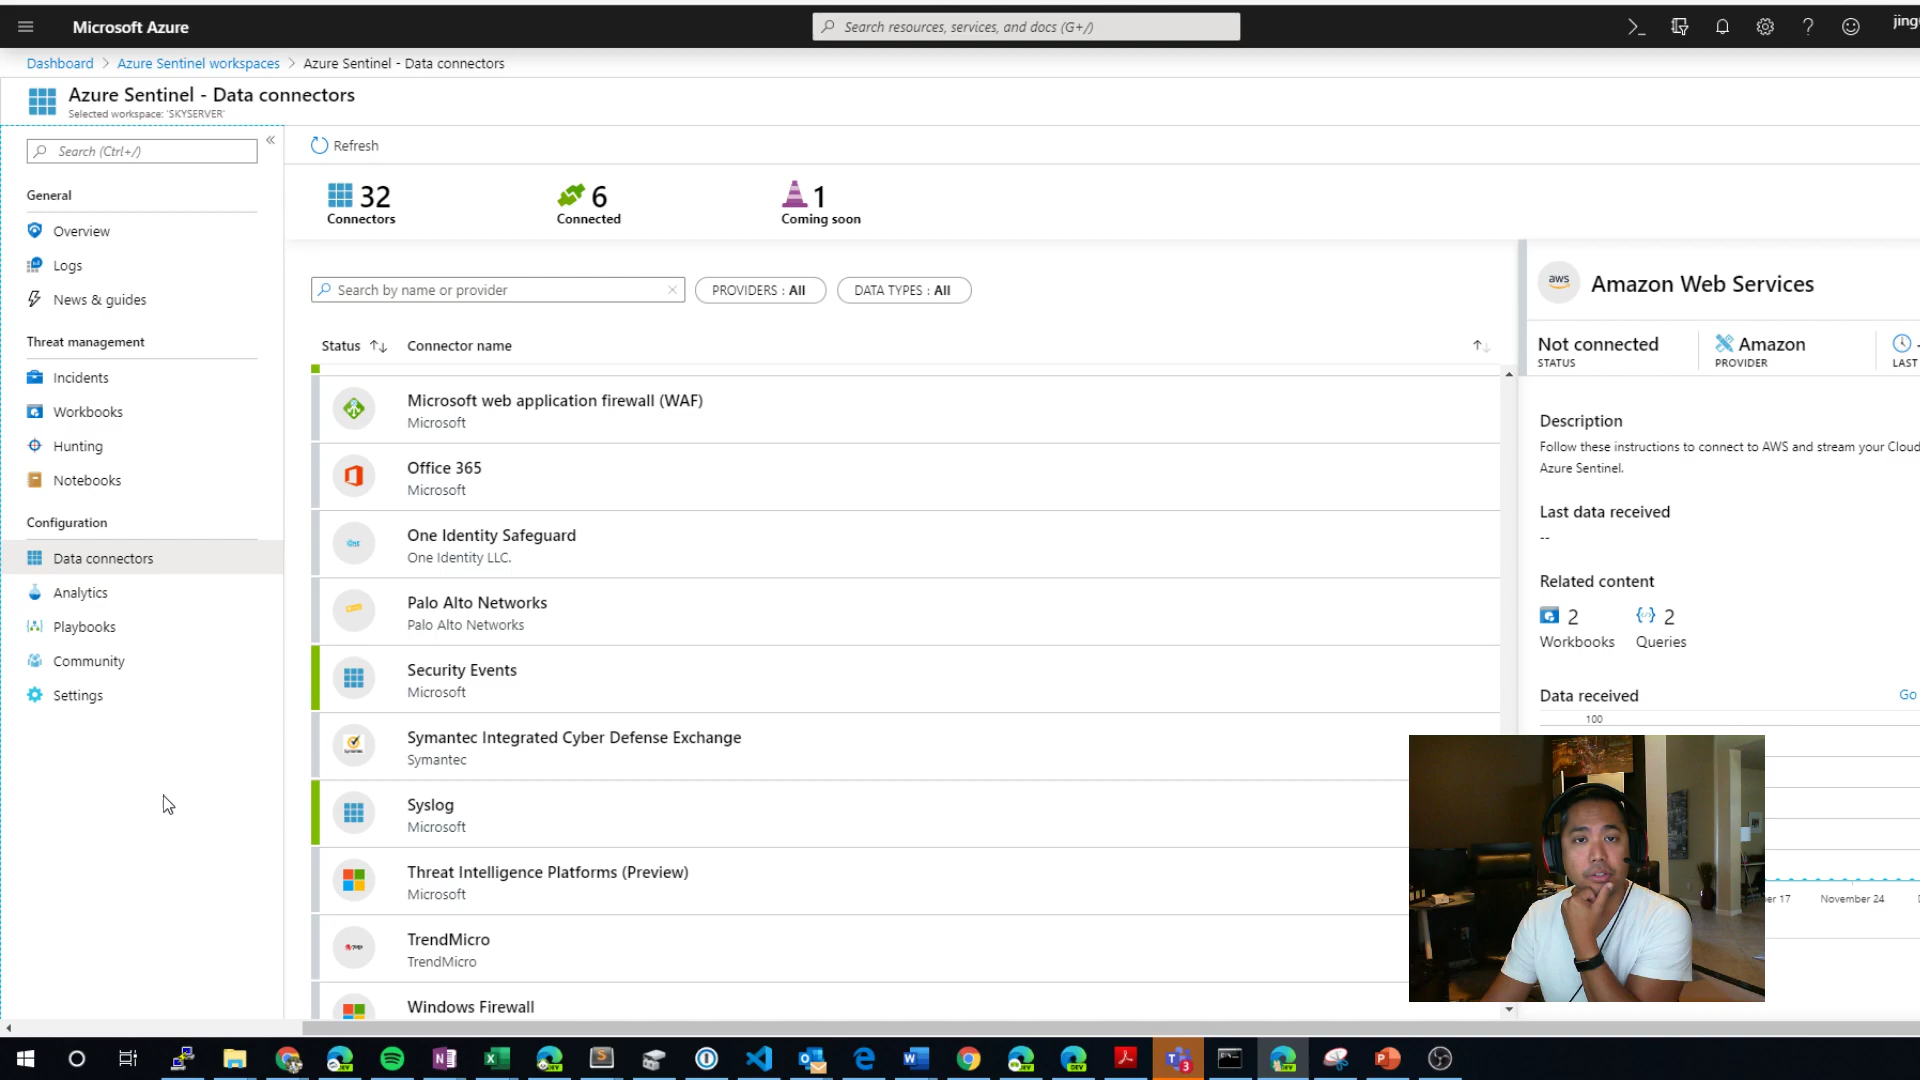 Microsoft Azure
Search resources, services, and docs (G+/)
jing
Dashboard > Azure Sentinel workspaces > Azure Sentinel - Data connectors
Azure Sentinel - Data connectors
Selected workspace: 'SKYSERVER'
Search (Ctrl+/)
«
General
Overview
Logs
News & guides
Threat management
Incidents
Workbooks
Hunting
Notebooks
Configuration
Data connectors
Analytics
Playbooks
Community
Settings
Refresh
32
Connectors
6
Connected
1
Coming soon
Search by name or provider
PROVIDERS : All
DATA TYPES : All
Status
Connector name
Microsoft web application firewall (WAF)
Microsoft
Office 365
Microsoft
One Identity Safeguard
One Identity LLC.
Palo Alto Networks
Palo Alto Networks
Security Events
Microsoft
Symantec Integrated Cyber Defense Exchange
Symantec
Syslog
Microsoft
Threat Intelligence Platforms (Preview)
Microsoft
TrendMicro
TrendMicro
Windows Firewall
aws
Amazon Web Services
Not connected
STATUS
Amazon
PROVIDER
LAST
Description
Follow these instructions to connect to AWS and stream your Cloud
Azure Sentinel.
Last data received
--
Related content
2
Workbooks
2
Queries
Data received
Go
100
er 17
November 24